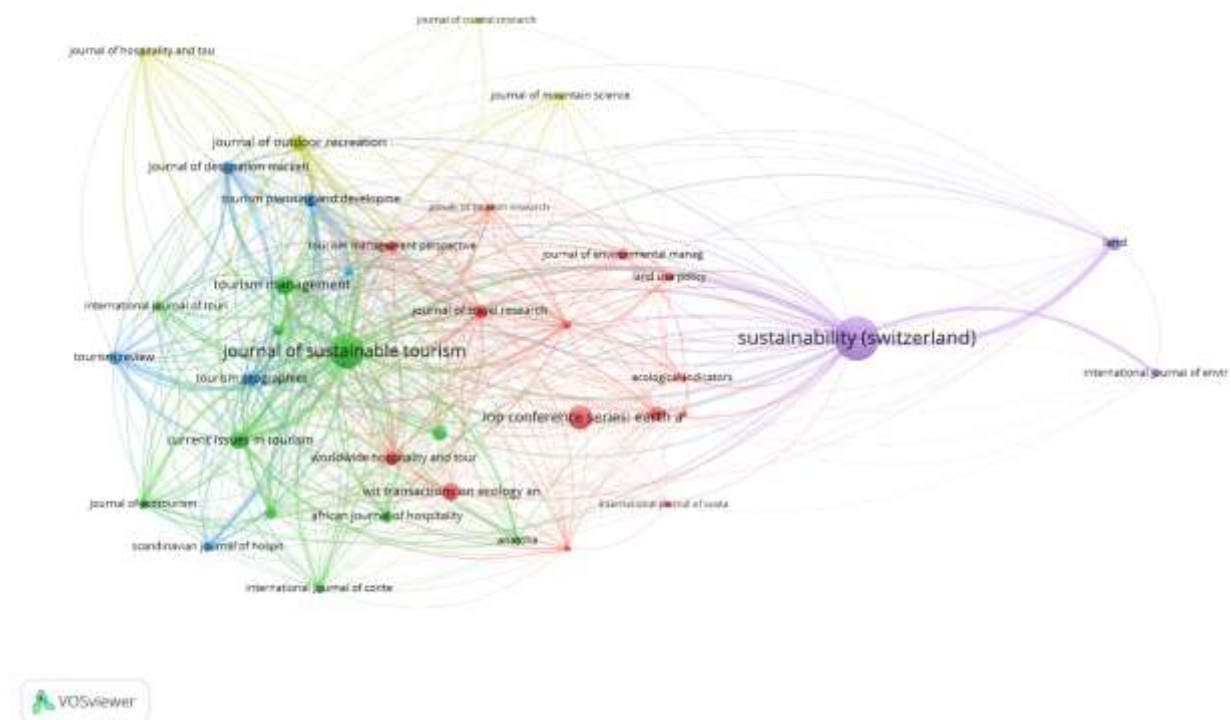 journal of coastal research
journal of hospitality and tou
journal of mountain science
journal of outdoor recreation
journal of destination marketi
tourism planning and developme
annals of tourism research
land
tourism management perspective
journal of environmental manag
land use policy
tourism management
international journal of touri
journal of travel research
sustainability (switzerland)
journal of sustainable tourism
tourism review
international journal of envir
tourism geographies
ecological indicators
iop conference series: earth a
current issues in tourism
worldwide hospitality and tour
wit transactions on ecology an
journal of ecotourism
international journal of susta
african journal of hospitality
anatolia
scandinavian journal of hospit
international journal of conte
VOSviewer